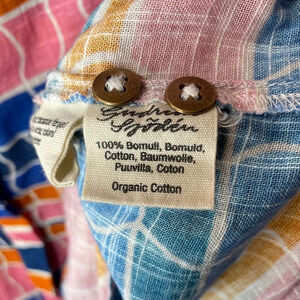 Gudrun
Sjödén
100% Bomull, Bomuld,
Cotton, Baumwolle,
Puuvilla, Coton
Organic Cotton